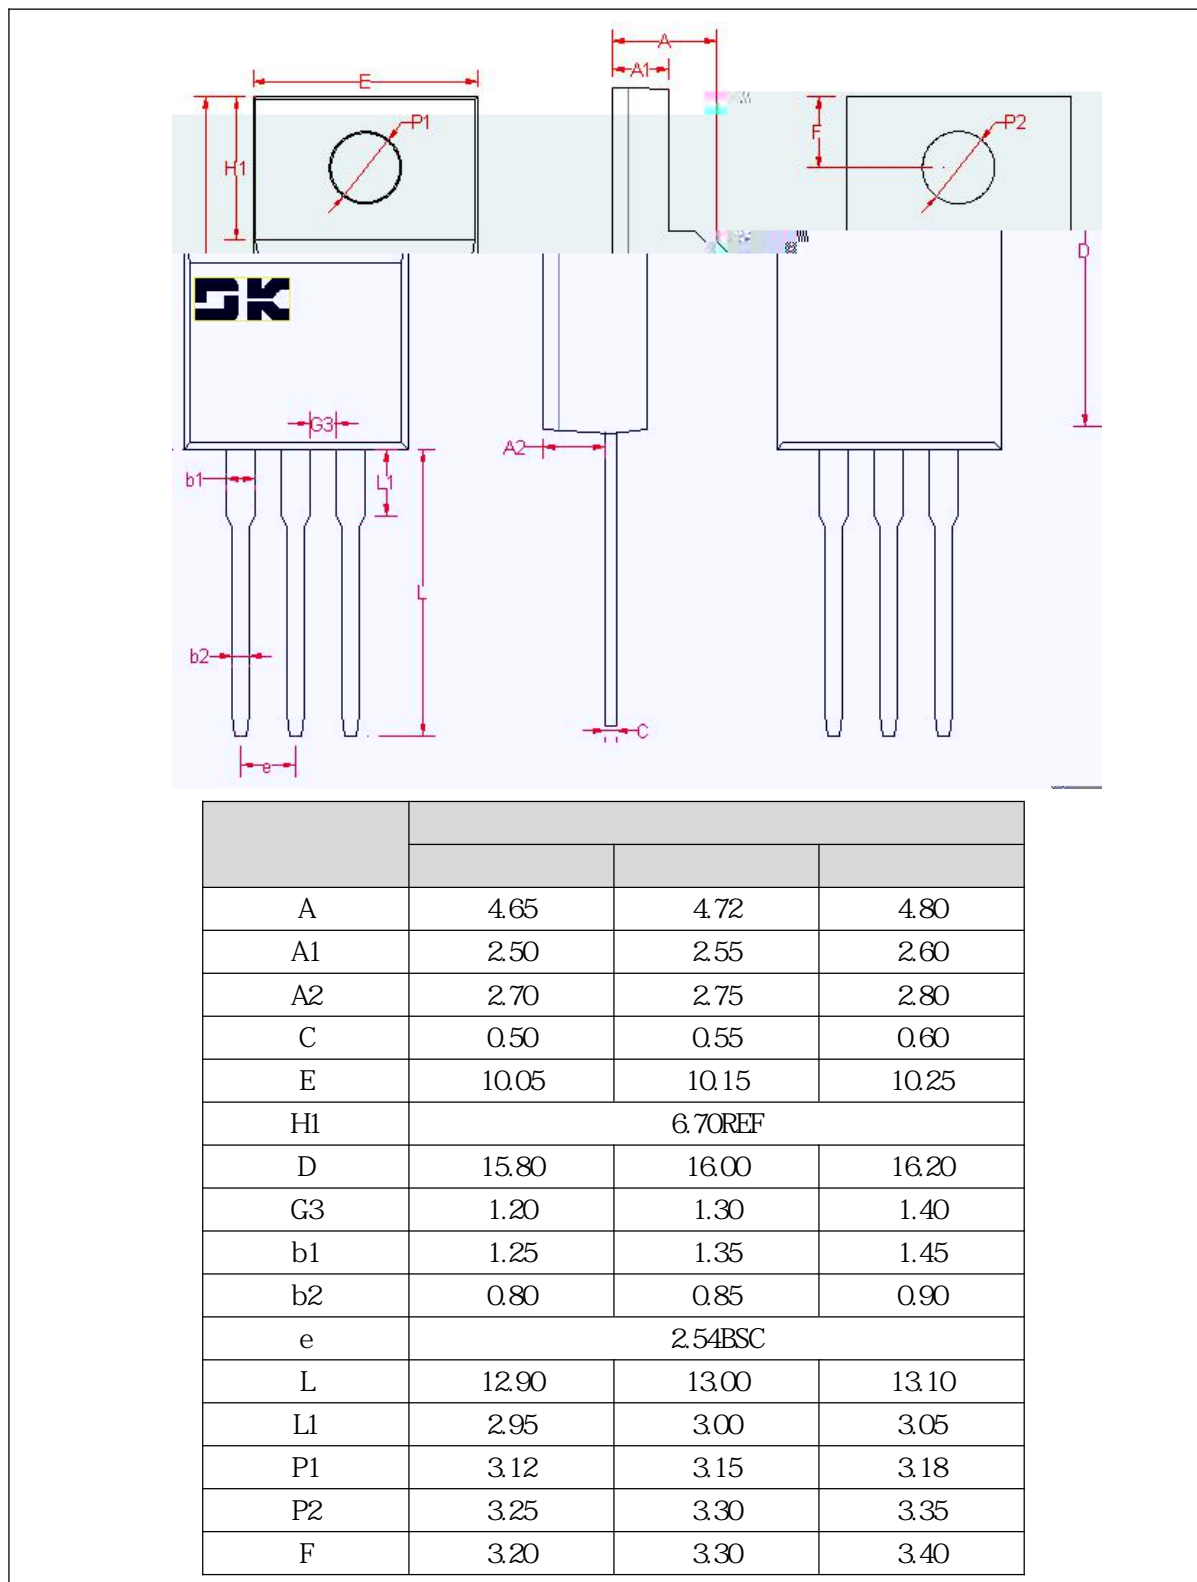 A
A1
E
P1
H1
F
P2
D
DK
G3
A2
b1
L1
L
b2
C
e
A 4.65 4.72 4.80
A1 2.50 2.55 2.60
A2 2.70 2.75 2.80
C 0.50 0.55 0.60
E 10.05 10.15 10.25
H1 6.70REF
D 15.80 16.00 16.20
G3 1.20 1.30 1.40
b1 1.25 1.35 1.45
b2 0.80 0.85 0.90
e 2.54BSC
L 12.90 13.00 13.10
L1 2.95 3.00 3.05
P1 3.12 3.15 3.18
P2 3.25 3.30 3.35
F 3.20 3.30 3.40